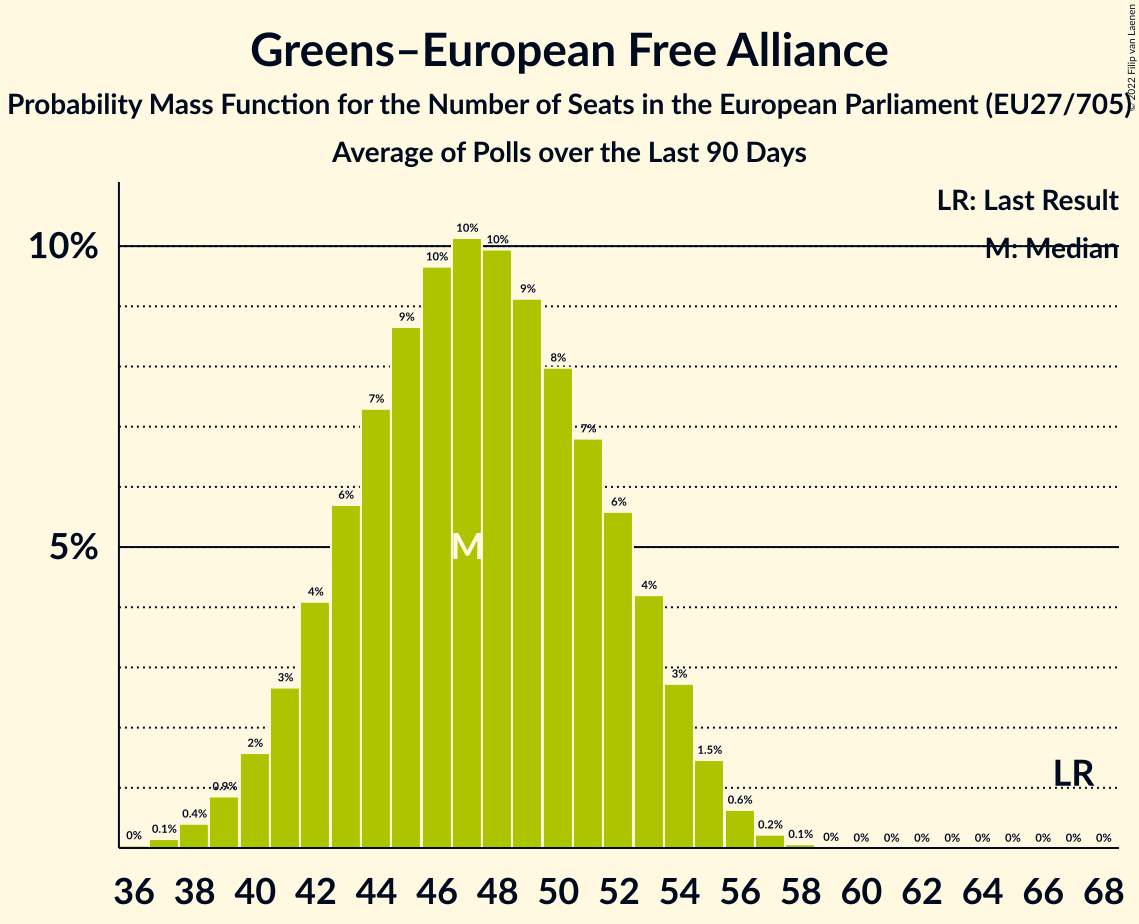 Greens–European Free Alliance
Probability Mass Function for the Number of Seats in the European Parliament (EU27/705)
Average of Polls over the Last 90 Days
© 2022 Filip van Laenen
LR: Last Result
M: Median
10%
5%
0% 0.1% 0.4% 0.9% 2% 3% 4% 6% 7% 9% 10% 10% 10% 9% 8% 7% 6% 4% 3% 1.5% 0.6% 0.2% 0.1% 0% 0% 0% 0% 0% 0% 0% 0% 0% 0%
M
LR
36 38 40 42 44 46 48 50 52 54 56 58 60 62 64 66 68